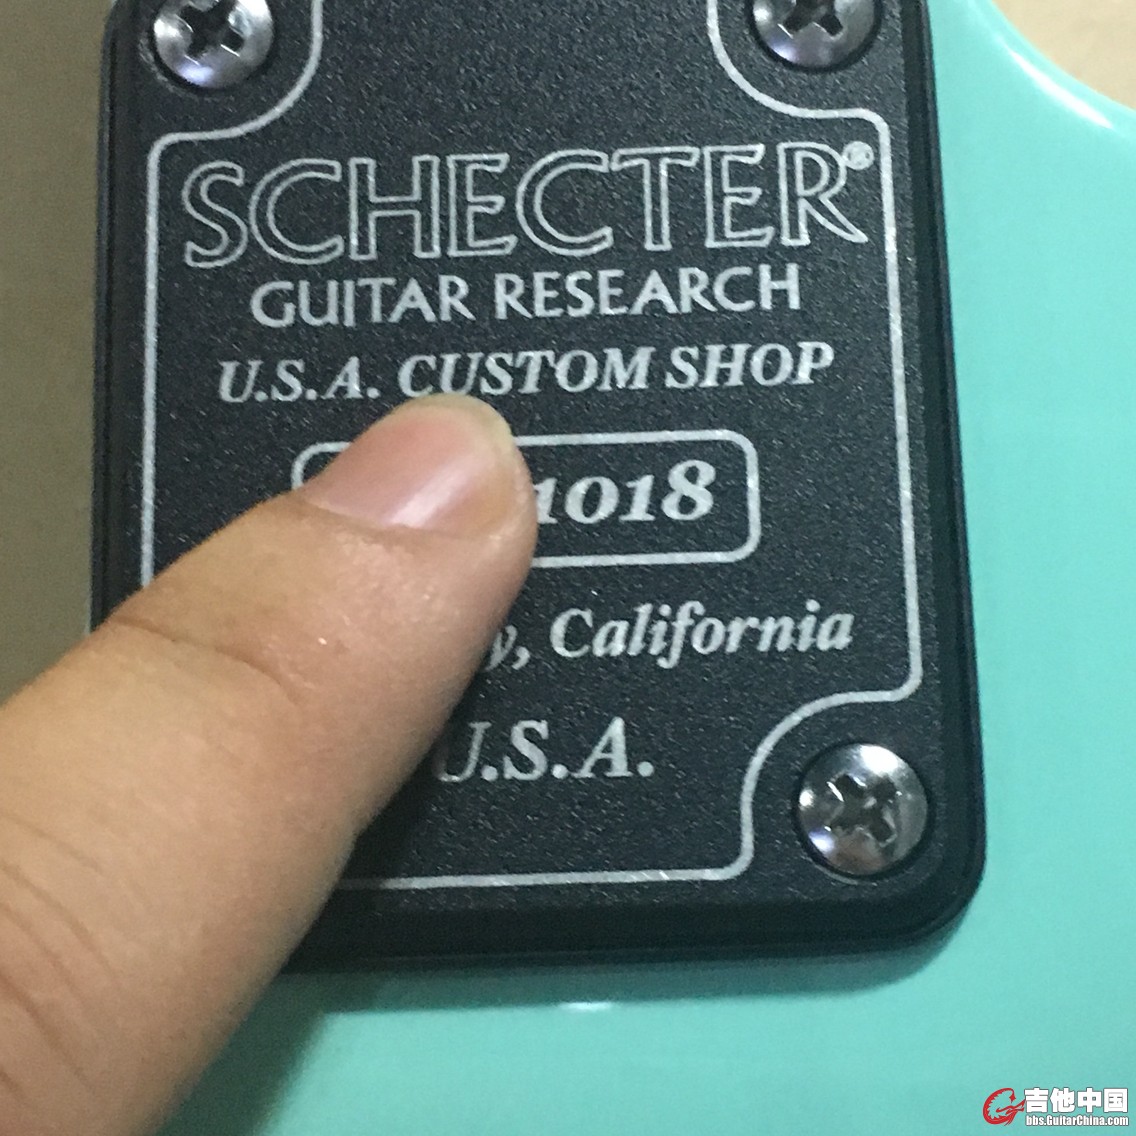 SCHECTER®
GUITAR RESEARCH
U.S.A. CUSTOM SHOP
1018
California
U.S.A.
吉他中国
bbs.GuitarChina.com